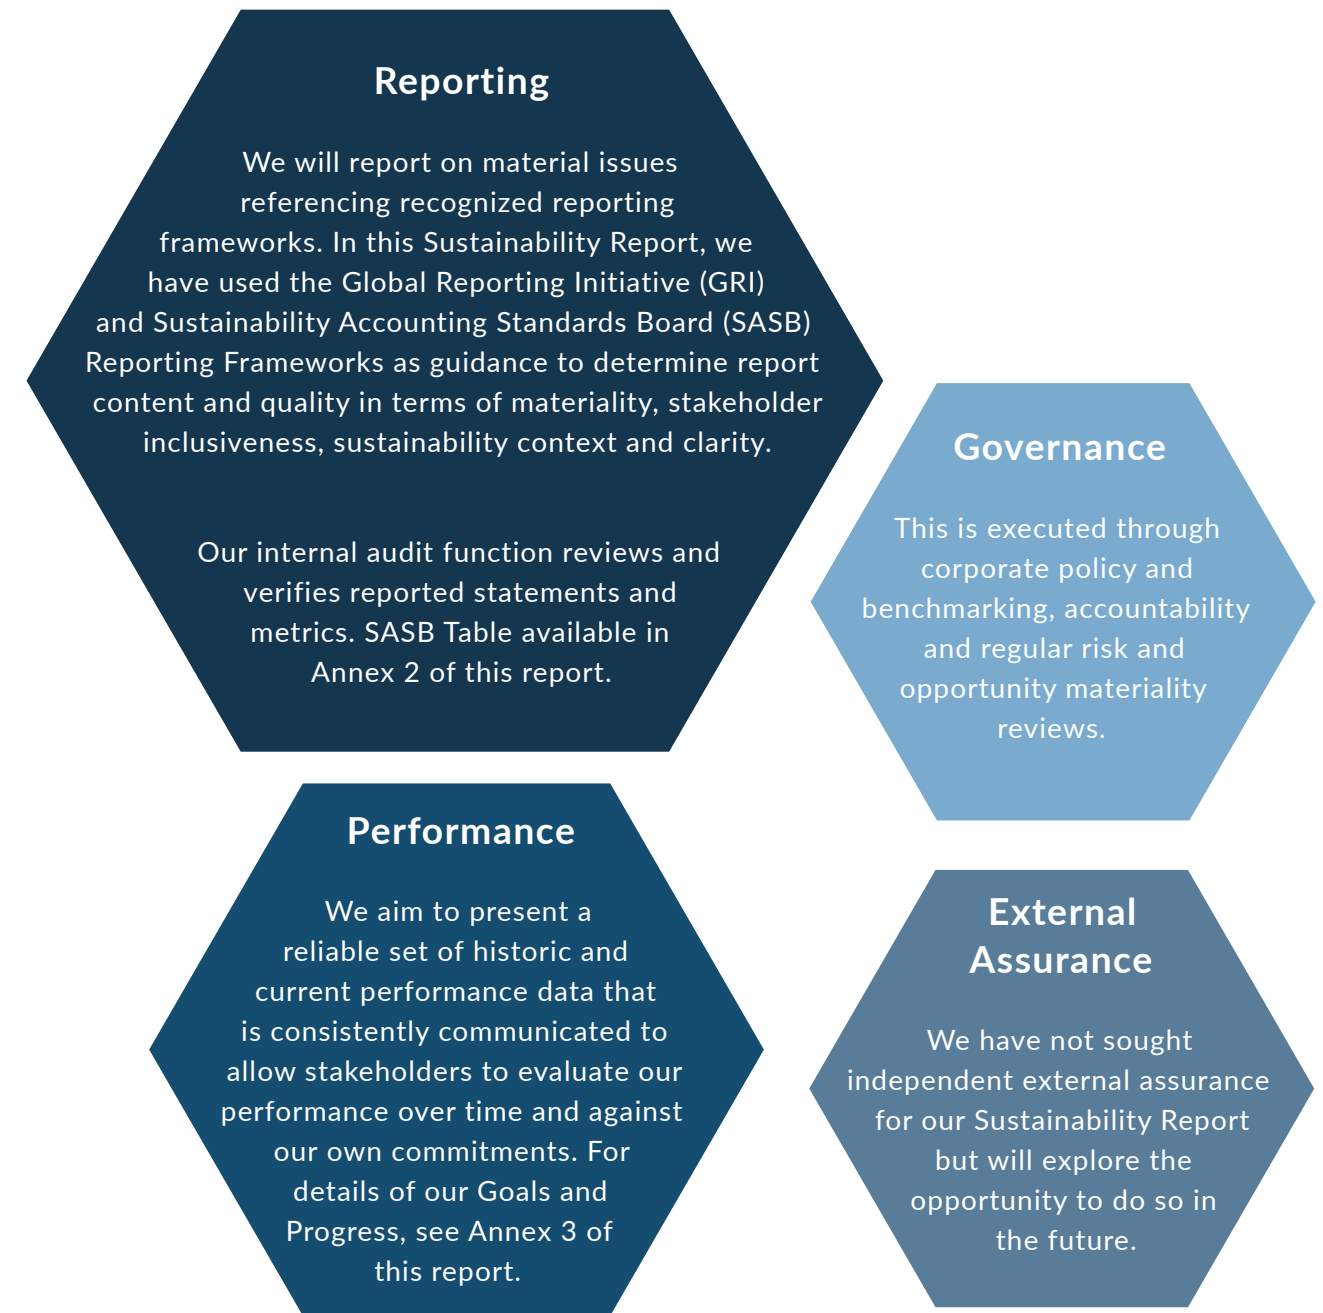 Reporting
We will report on material issues
referencing recognized reporting
frameworks. In this Sustainability Report, we
have used the Global Reporting Initiative (GRI)
and Sustainability Accounting Standards Board (SASB)
Reporting Frameworks as guidance to determine report
content and quality in terms of materiality, stakeholder
inclusiveness, sustainability context and clarity.
Our internal audit function reviews and
verifies reported statements and
metrics. SASB Table available in
Annex 2 of this report.
Governance
This is executed through
corporate policy and
benchmarking, accountability
and regular risk and
opportunity materiality
reviews.
Performance
We aim to present a
reliable set of historic and
current performance data that
is consistently communicated to
allow stakeholders to evaluate our
performance over time and against
our own commitments. For
details of our Goals and
Progress, see Annex 3 of
this report.
External
Assurance
We have not sought
independent external assurance
for our Sustainability Report
but will explore the
opportunity to do so in
the future.